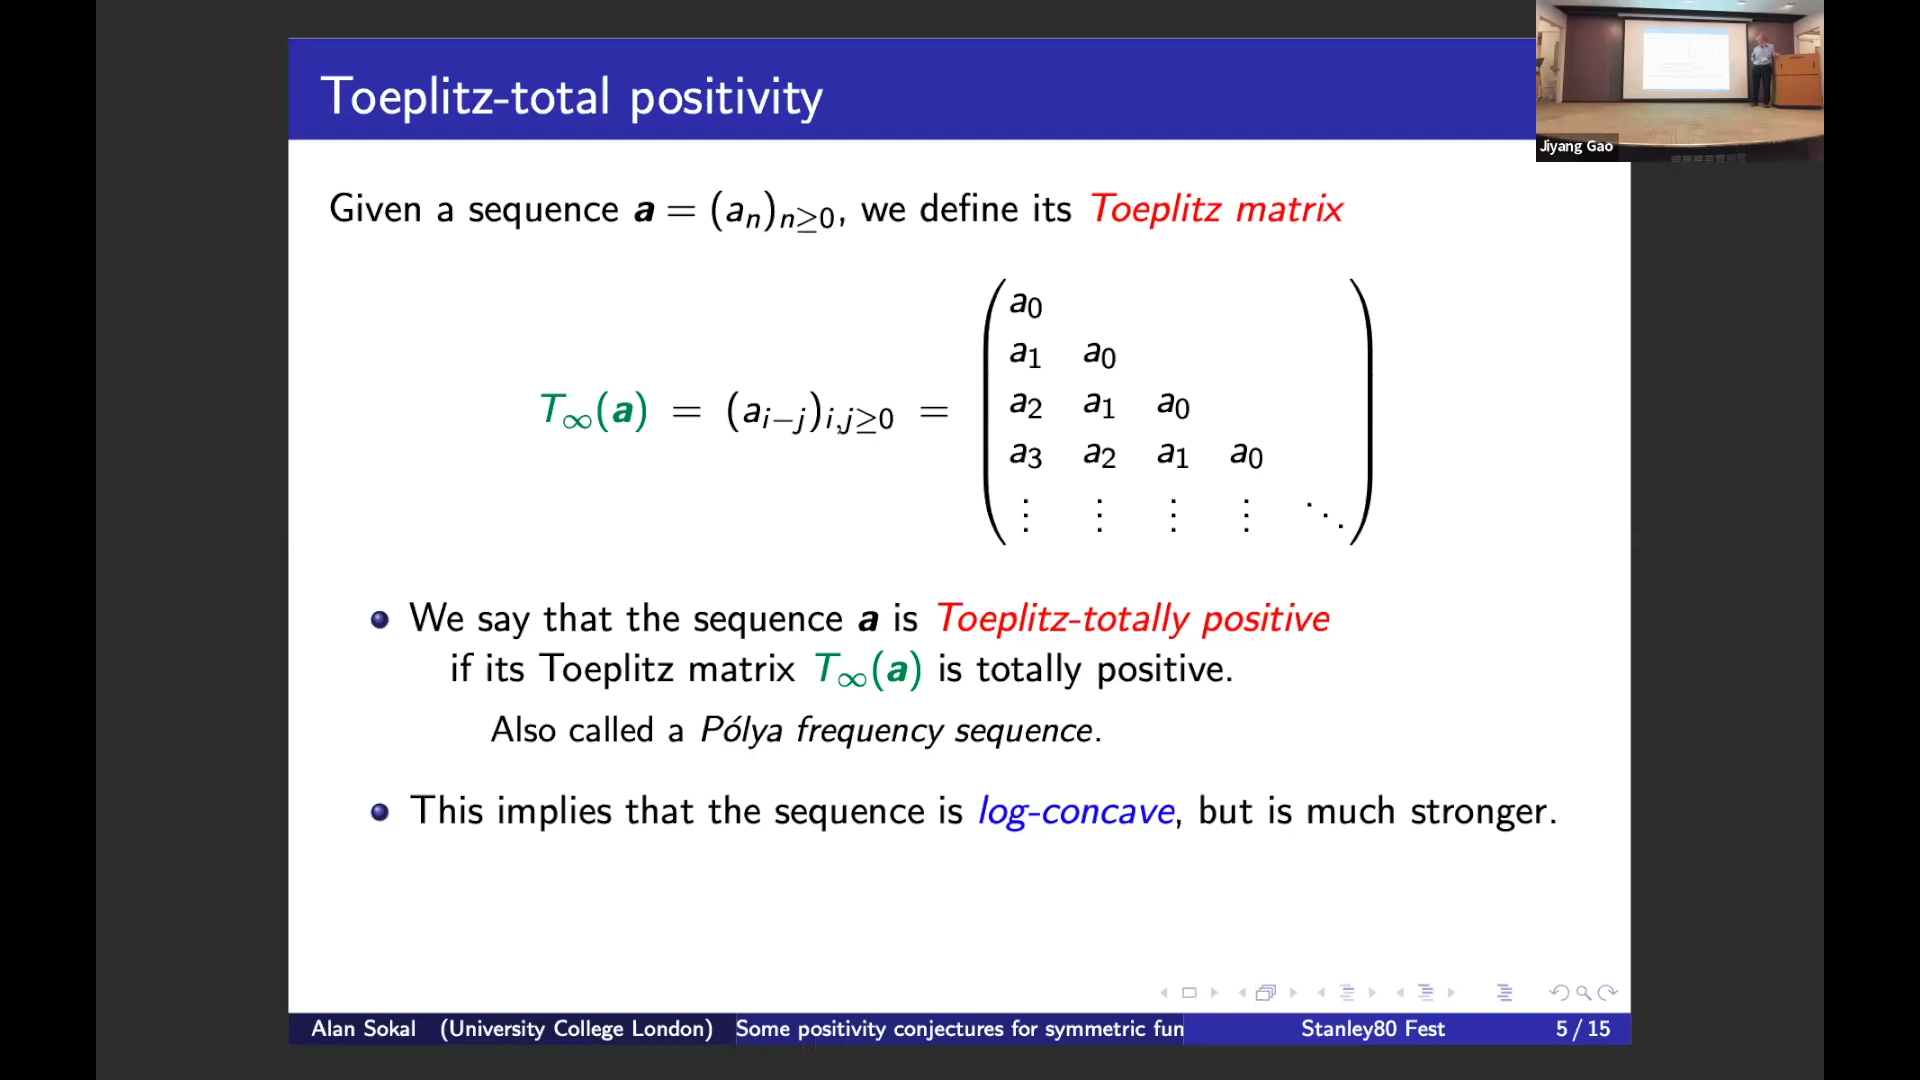 Toeplitz-total positivity
Jiyang Gao
Given a sequence a = (aₙ)ₙ≥₀, we define its Toeplitz matrix
T∞(a) = (aᵢ₋ⱼ)ᵢ,ⱼ≥₀ =
a₀
a₁ a₀
a₂ a₁ a₀
a₃ a₂ a₁ a₀
⋮ ⋮ ⋮ ⋮ ⋱
• We say that the sequence a is Toeplitz-totally positive
if its Toeplitz matrix T∞(a) is totally positive.
Also called a Pólya frequency sequence.
• This implies that the sequence is log-concave, but is much stronger.
Alan Sokal (University College London) Some positivity conjectures for symmetric fun Stanley80 Fest 5 / 15